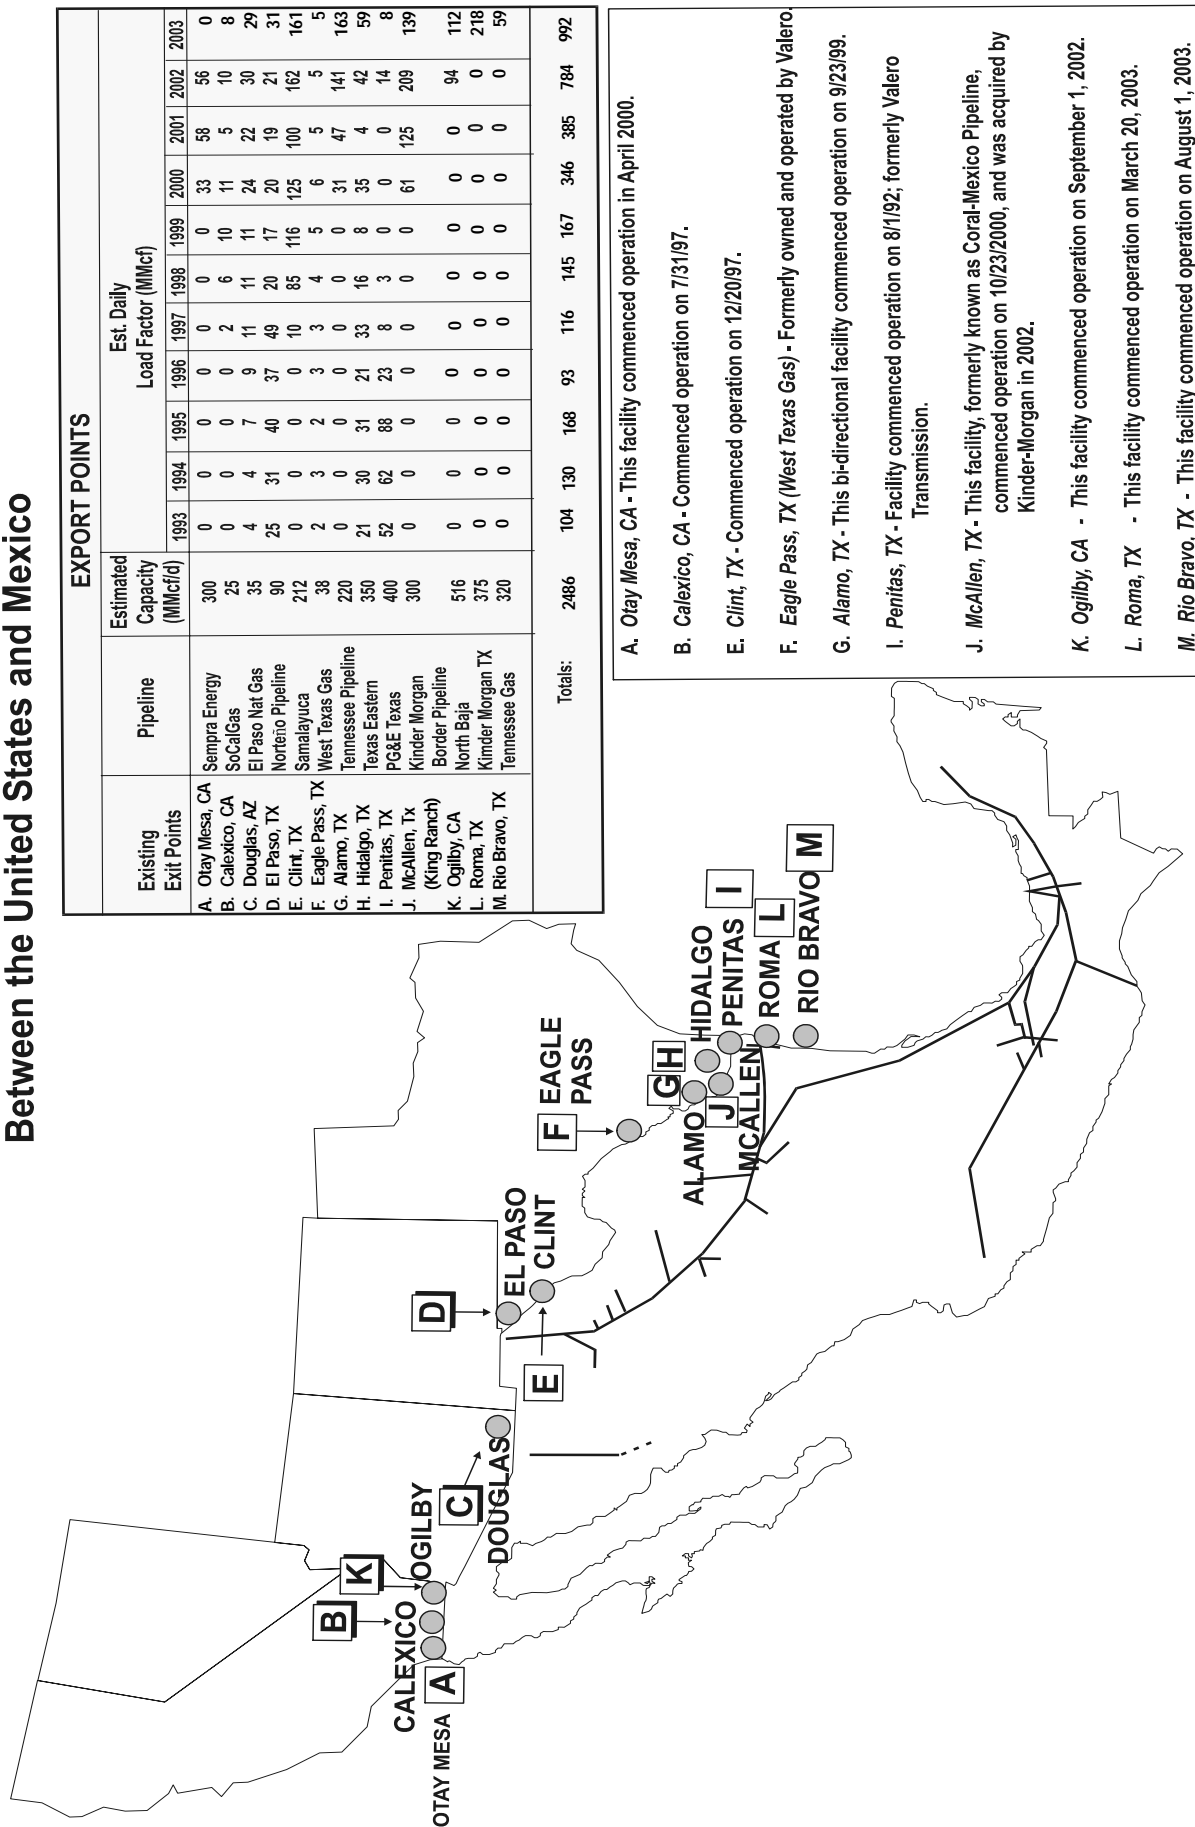 Between the United States and Mexico
EXPORT POINTS
Existing Exit Points | Pipeline | Estimated Capacity (MMcf/d) | Est. Daily Load Factor (MMcf)
1993 1994 1995 1996 1997 1998 1999 2000 2001 2002 2003
A. Otay Mesa, CA Sempra Energy 300 0 0 0 0 0 0 0 33 58 56 0
B. Calexico, CA SoCalGas 25 0 0 0 0 2 6 10 11 5 10 8
C. Douglas, AZ El Paso Nat Gas 35 4 4 7 9 11 11 11 24 22 30 29
D. El Paso, TX Norteño Pipeline 90 25 31 40 37 49 20 17 20 19 21 31
E. Clint, TX Samalayuca 212 0 0 0 0 10 85 116 125 100 162 161
F. Eagle Pass, TX West Texas Gas 38 2 3 2 3 3 4 5 6 5 5 5
G. Alamo, TX Tennessee Pipeline 220 0 0 0 0 0 0 0 31 47 141 163
H. Hidalgo, TX Texas Eastern 350 21 30 31 21 33 16 8 35 4 42 59
I. Penitas, TX PG&E Texas 400 52 62 88 23 8 3 0 0 0 14 8
J. McAllen, Tx Kinder Morgan 300 0 0 0 0 0 0 0 61 125 209 139
(King Ranch) Border Pipeline
K. Ogilby, CA North Baja 516 0 0 0 0 0 0 0 0 0 94 112
L. Roma, TX Kimder Morgan TX 375 0 0 0 0 0 0 0 0 0 0 218
M. Rio Bravo, TX Tennessee Gas 320 0 0 0 0 0 0 0 0 0 0 59
Totals: 2486 104 130 168 93 116 145 167 346 385 784 992
A. Otay Mesa, CA - This facility commenced operation in April 2000.
B. Calexico, CA - Commenced operation on 7/31/97.
E. Clint, TX - Commenced operation on 12/20/97.
F. Eagle Pass, TX (West Texas Gas) - Formerly owned and operated by Valero.
G. Alamo, TX - This bi-directional facility commenced operation on 9/23/99.
I. Penitas, TX - Facility commenced operation on 8/1/92; formerly Valero
Transmission.
J. McAllen, TX - This facility, formerly known as Coral-Mexico Pipeline,
commenced operation on 10/23/2000, and was acquired by
Kinder-Morgan in 2002.
K. Ogilby, CA - This facility commenced operation on September 1, 2002.
L. Roma, TX - This facility commenced operation on March 20, 2003.
M. Rio Bravo, TX - This facility commenced operation on August 1, 2003.
OTAY MESA
A
CALEXICO
B
K
OGILBY
C
DOUGLAS
D
EL PASO
CLINT
E
F
EAGLE
PASS
G
H
HIDALGO
ALAMO
J
MCALLEN
PENITAS
I
ROMA
L
RIO BRAVO
M